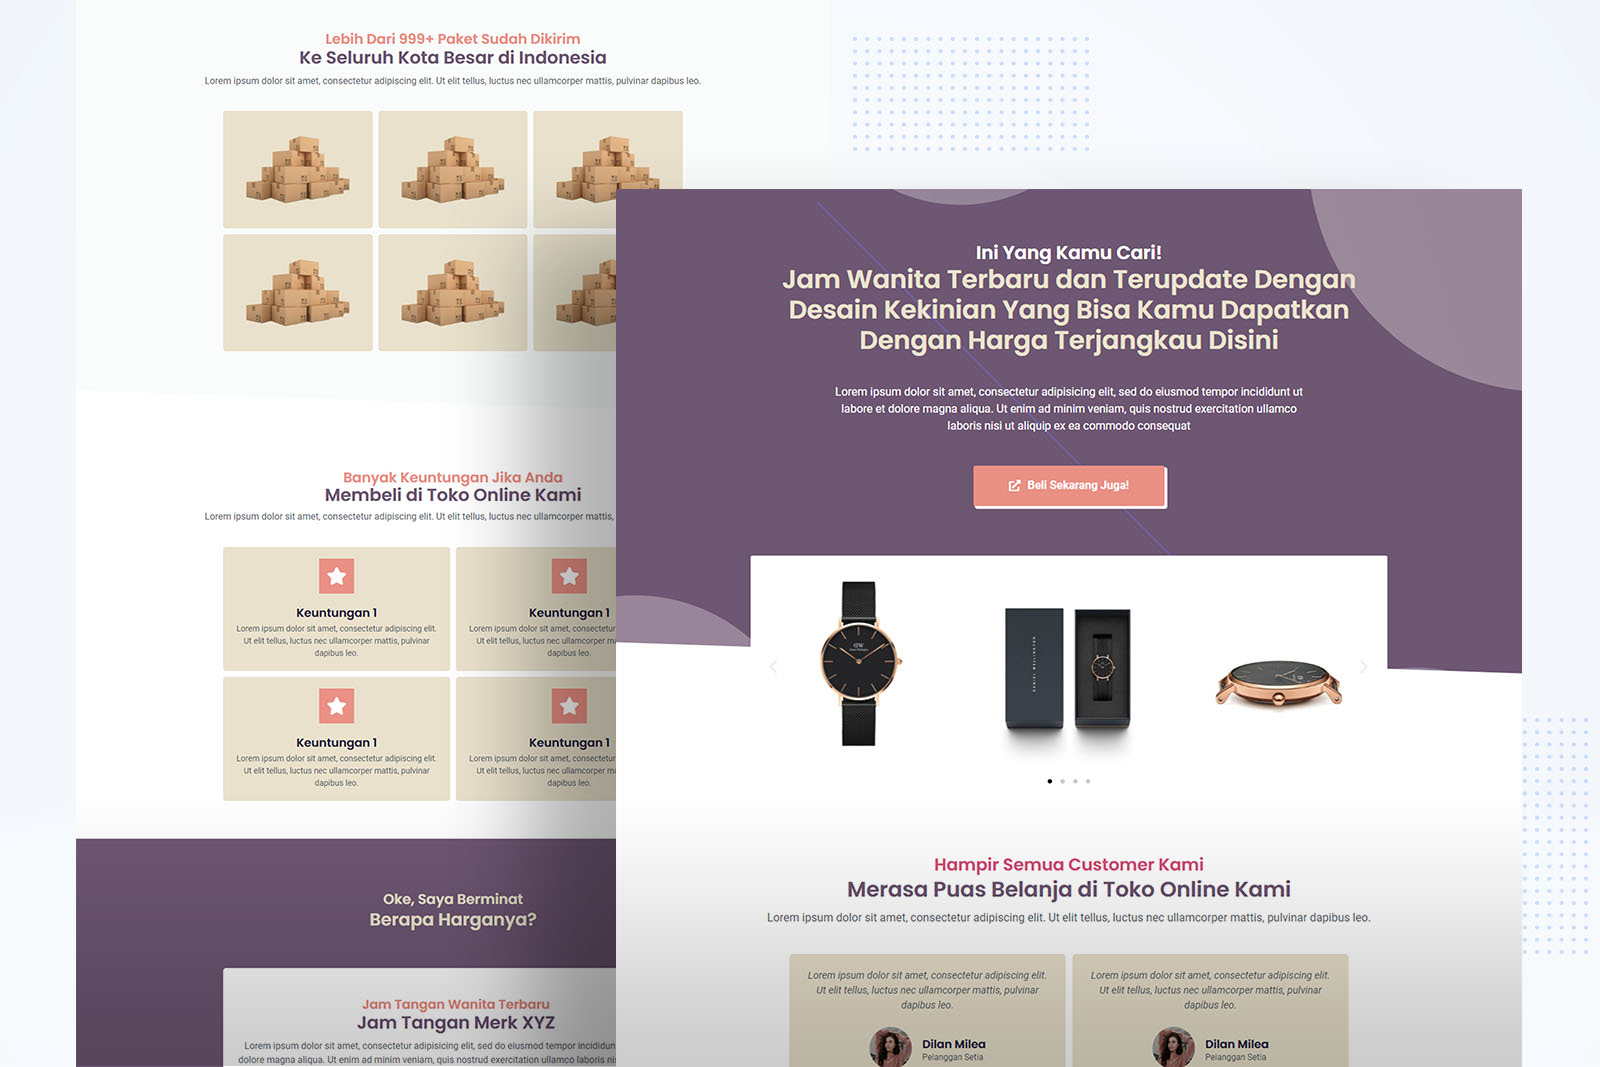 Lebih Dari 999+ Paket Sudah Dikirim
Ke Seluruh Kota Besar di Indonesia
Lorem ipsum dolor sit amet, consectetur adipiscing elit. Ut elit tellus, luctus nec ullamcorper mattis, pulvinar dapibus leo.
Banyak Keuntungan Jika Anda
Membeli di Toko Online Kami
Lorem ipsum dolor sit amet, consectetur adipiscing elit. Ut elit tellus, luctus nec ullamcorper mattis,
Keuntungan 1
Lorem ipsum dolor sit amet, consectetur adipiscing elit.
Ut elit tellus, luctus nec ullamcorper mattis, pulvinar
dapibus leo.
Keuntungan 1
Lorem ipsum dolor sit amet, consectetur
Ut elit tellus, luctus nec ullamcorper
dapibus leo.
Keuntungan 1
Lorem ipsum dolor sit amet, consectetur adipiscing elit.
Ut elit tellus, luctus nec ullamcorper mattis, pulvinar
dapibus leo.
Keuntungan 1
Lorem ipsum dolor sit amet, consectetur
Ut elit tellus, luctus nec ullamcorper
dapibus leo.
Oke, Saya Berminat
Berapa Harganya?
Jam Tangan Wanita Terbaru
Jam Tangan Merk XYZ
Lorem ipsum dolor sit amet, consectetur adipiscing elit, sed do eiusmod tempor incididunt
dolore magna aliqua. Ut enim ad minim veniam, quis nostrud exercitation ullamco laboris nisi
Ini Yang Kamu Cari!
Jam Wanita Terbaru dan Terupdate Dengan
Desain Kekinian Yang Bisa Kamu Dapatkan
Dengan Harga Terjangkau Disini
Lorem ipsum dolor sit amet, consectetur adipisicing elit, sed do eiusmod tempor incididunt ut
labore et dolore magna aliqua. Ut enim ad minim veniam, quis nostrud exercitation ullamco
laboris nisi ut aliquip ex ea commodo consequat
Beli Sekarang Juga!
DW
DANIEL WELLINGTON
Hampir Semua Customer Kami
Merasa Puas Belanja di Toko Online Kami
Lorem ipsum dolor sit amet, consectetur adipiscing elit. Ut elit tellus, luctus nec ullamcorper mattis, pulvinar dapibus leo.
Lorem ipsum dolor sit amet, consectetur adipiscing elit.
Ut elit tellus, luctus nec ullamcorper mattis, pulvinar
dapibus leo.
Dilan Milea
Pelanggan Setia
Lorem ipsum dolor sit amet, consectetur adipiscing elit.
Ut elit tellus, luctus nec ullamcorper mattis, pulvinar
dapibus leo.
Dilan Milea
Pelanggan Setia